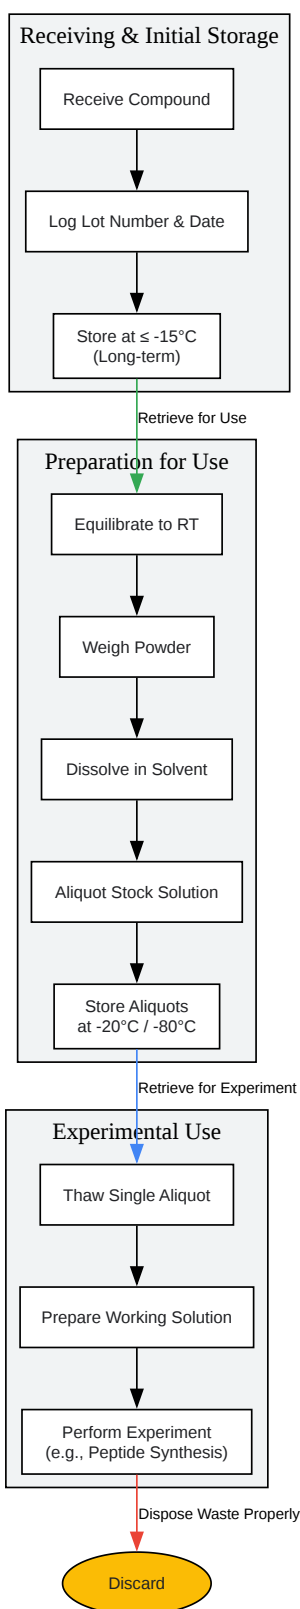 Receiving & Initial Storage
Receive Compound
Log Lot Number & Date
Store at ≤ -15°C
(Long-term)
Retrieve for Use
Preparation for Use
Equilibrate to RT
Weigh Powder
Dissolve in Solvent
Aliquot Stock Solution
Store Aliquots
at -20°C / -80°C
Retrieve for Experiment
Experimental Use
Thaw Single Aliquot
Prepare Working Solution
Perform Experiment
(e.g., Peptide Synthesis)
Dispose Waste Properly
Discard